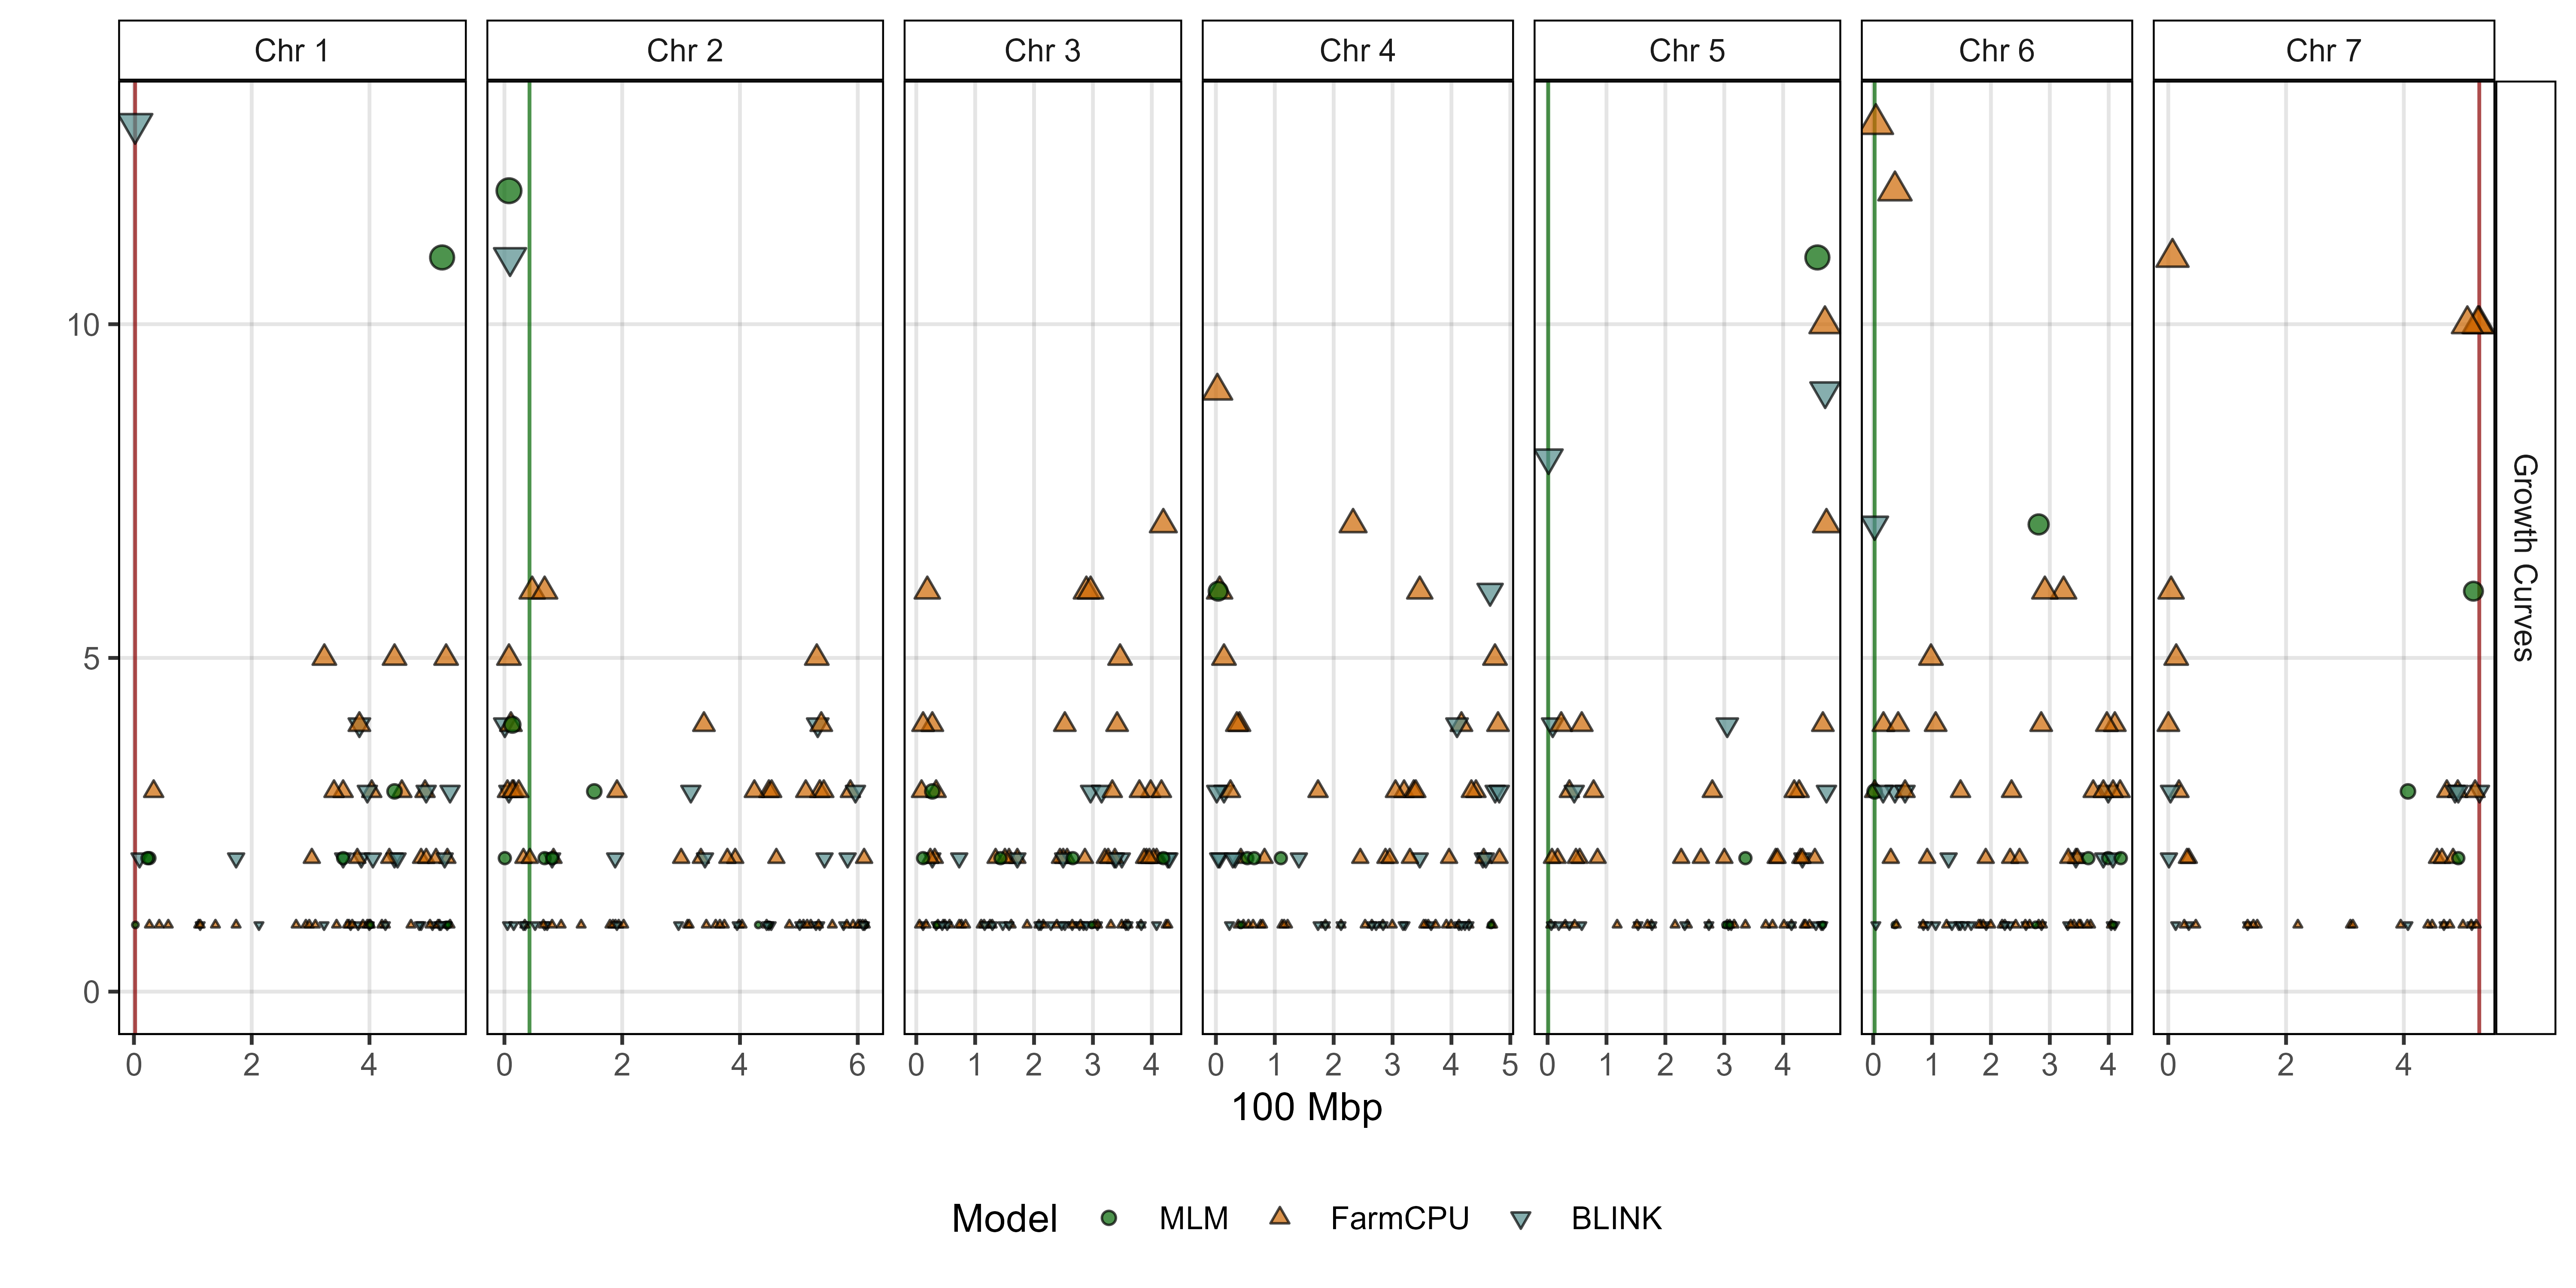 Chr 1 Chr 2 Chr 3 Chr 4 Chr 5 Chr 6 Chr 7
10
5
0
Growth Curves
0 2 4 0 2 4 6 0 1 2 3 4 0 1 2 3 4 5 0 1 2 3 4 0 1 2 3 4 0 2 4
100 Mbp
Model MLM FarmCPU BLINK